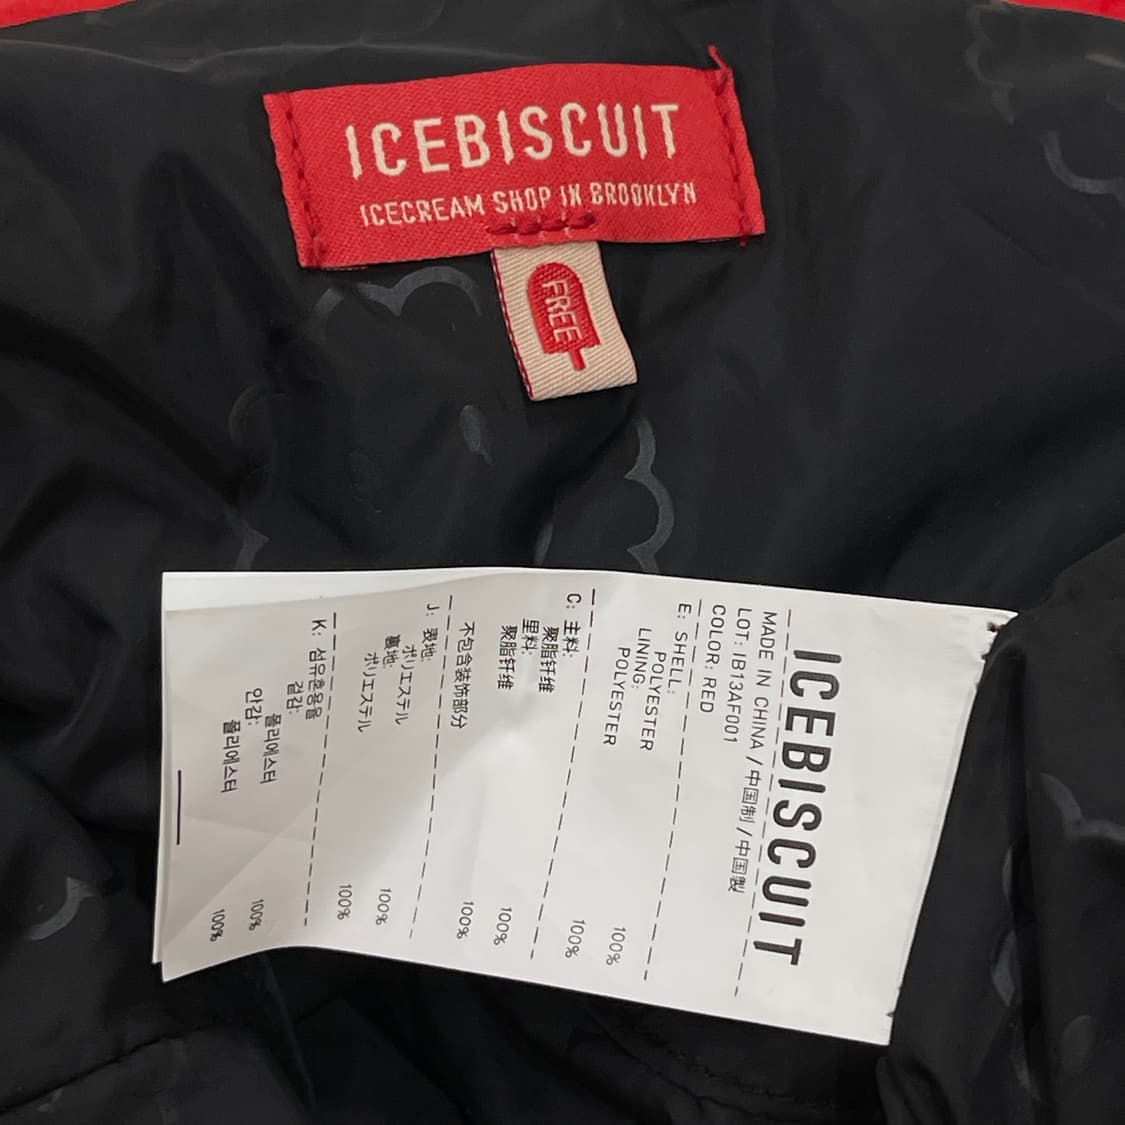 ICEBISCUIT
ICECREAM SHOP IN BROOKLYN
FREE
ICEBISCUIT
MADE IN CHINA / 中国制 / 中国製
LOT: IB13AF001
COLOR: RED
E: SHELL:
POLYESTER 100%
LINING:
POLYESTER 100%
C: 主料:
聚脂纤维 100%
里料:
聚脂纤维 100%
不包含装饰部分
J: 表地:
ポリエステル 100%
裏地:
ポリエステル 100%
K: 섬유혼용율
겉감:
폴리에스터 100%
안감:
폴리에스터 100%